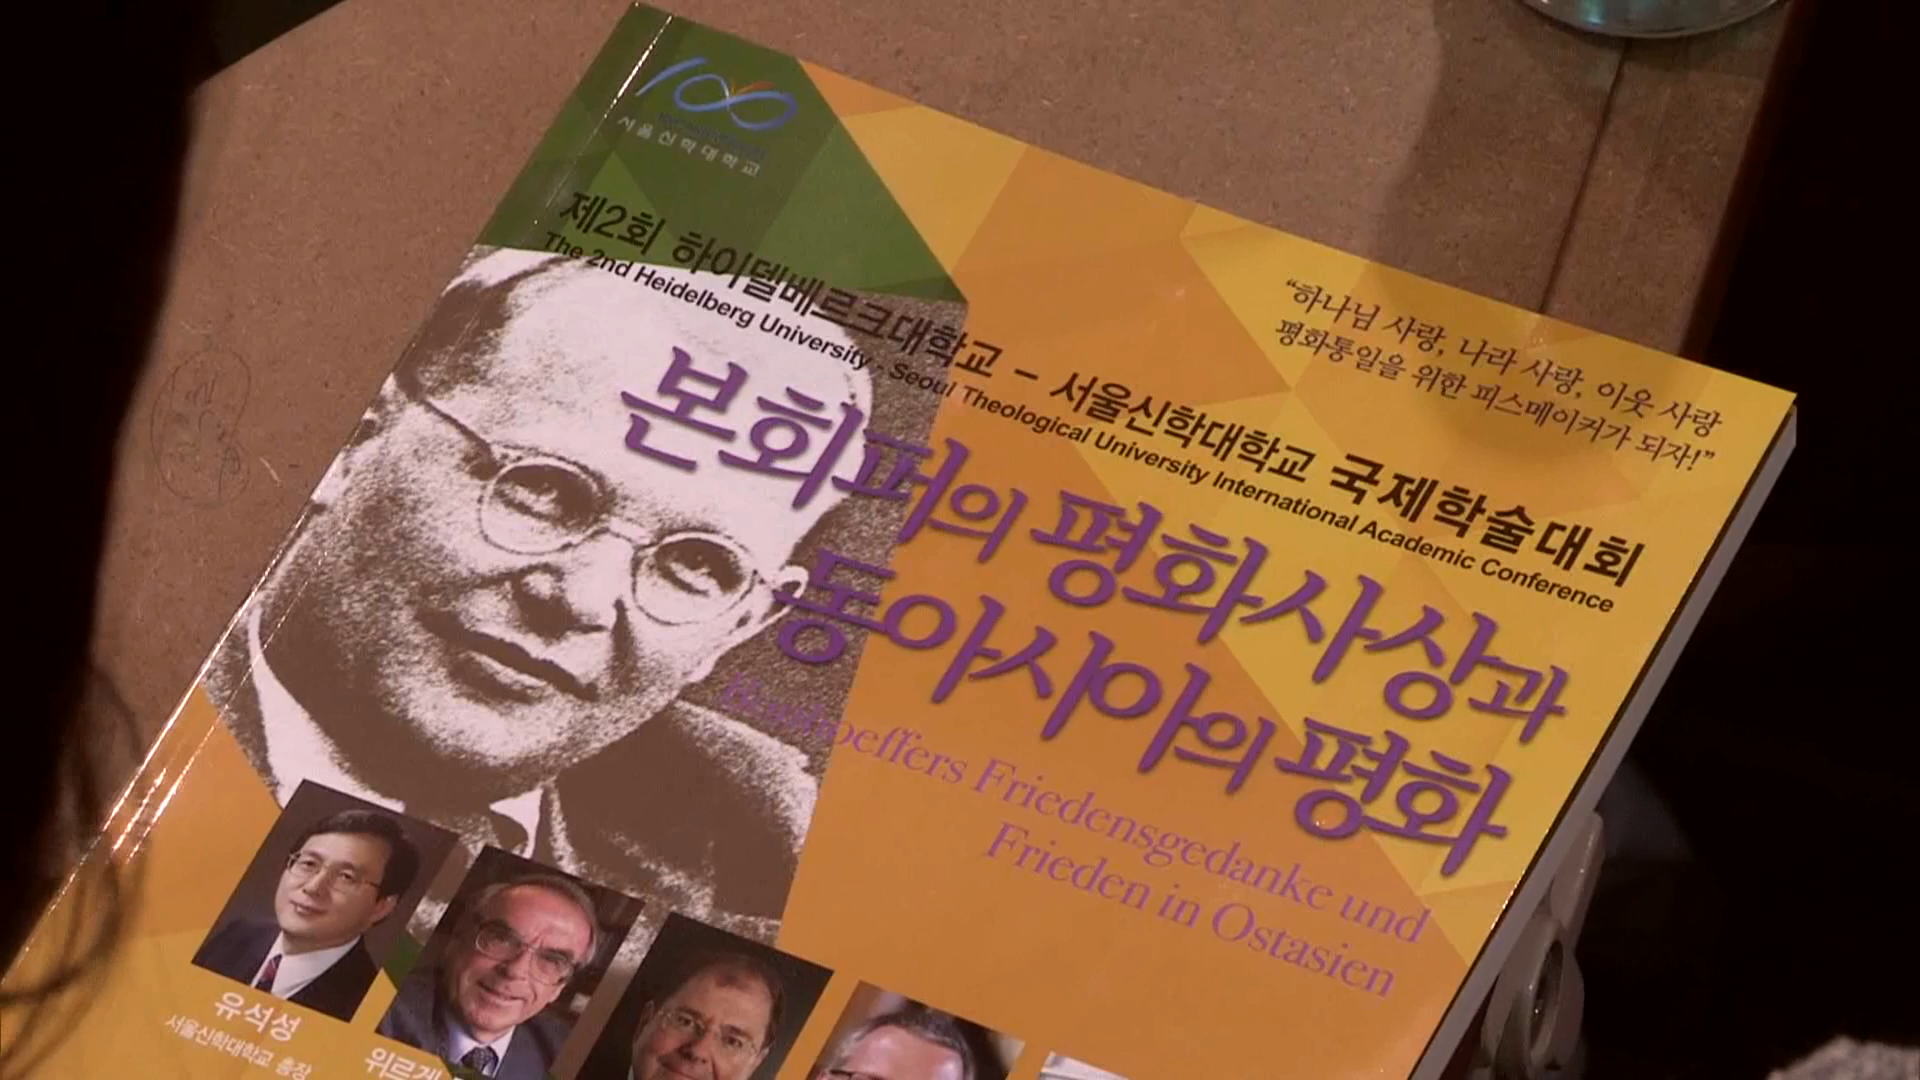 100
서울신학대학교
제2회 하이델베르크대학교 - 서울신학대학교 국제학술대회
The 2nd Heidelberg University - Seoul Theological University International Academic Conference
“하나님 사랑, 나라 사랑, 이웃 사랑
평화통일을 위한 피스메이커가 되자!”
본회퍼의 평화사상과
동아시아의 평화
Bonhoeffers Friedensgedanke und
Frieden in Ostasien
유석성
서울신학대학교 총장
위르겐